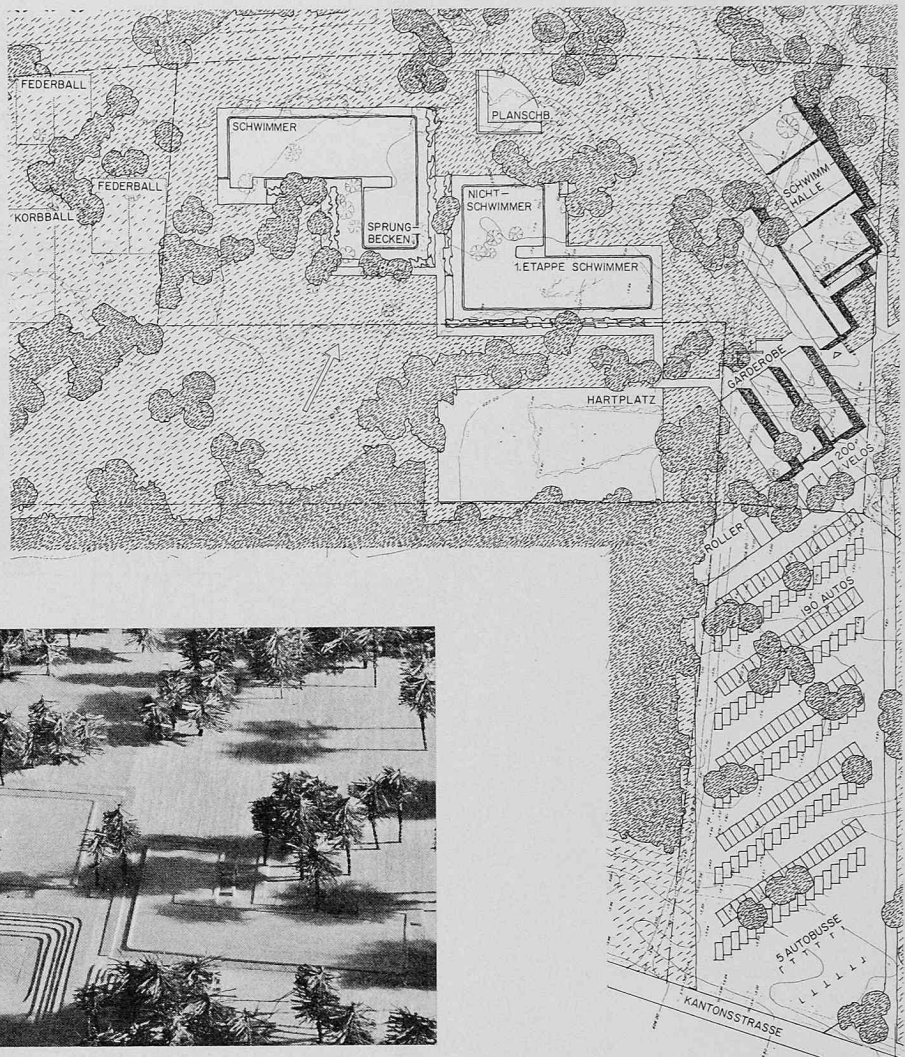 FEDERBALL
FEDERBALL
KORBBALL
SCHWIMMER
SPRUNG-
BECKEN
PLANSCHB.
NICHT-
SCHWIMMER
1. ETAPPE SCHWIMMER
SCHWIMM
HALLE
GARDEROBE
HARTPLATZ
200
VELOS
ROLLER
190 AUTOS
5 AUTOBUSSE
KANTONSSTRASSE